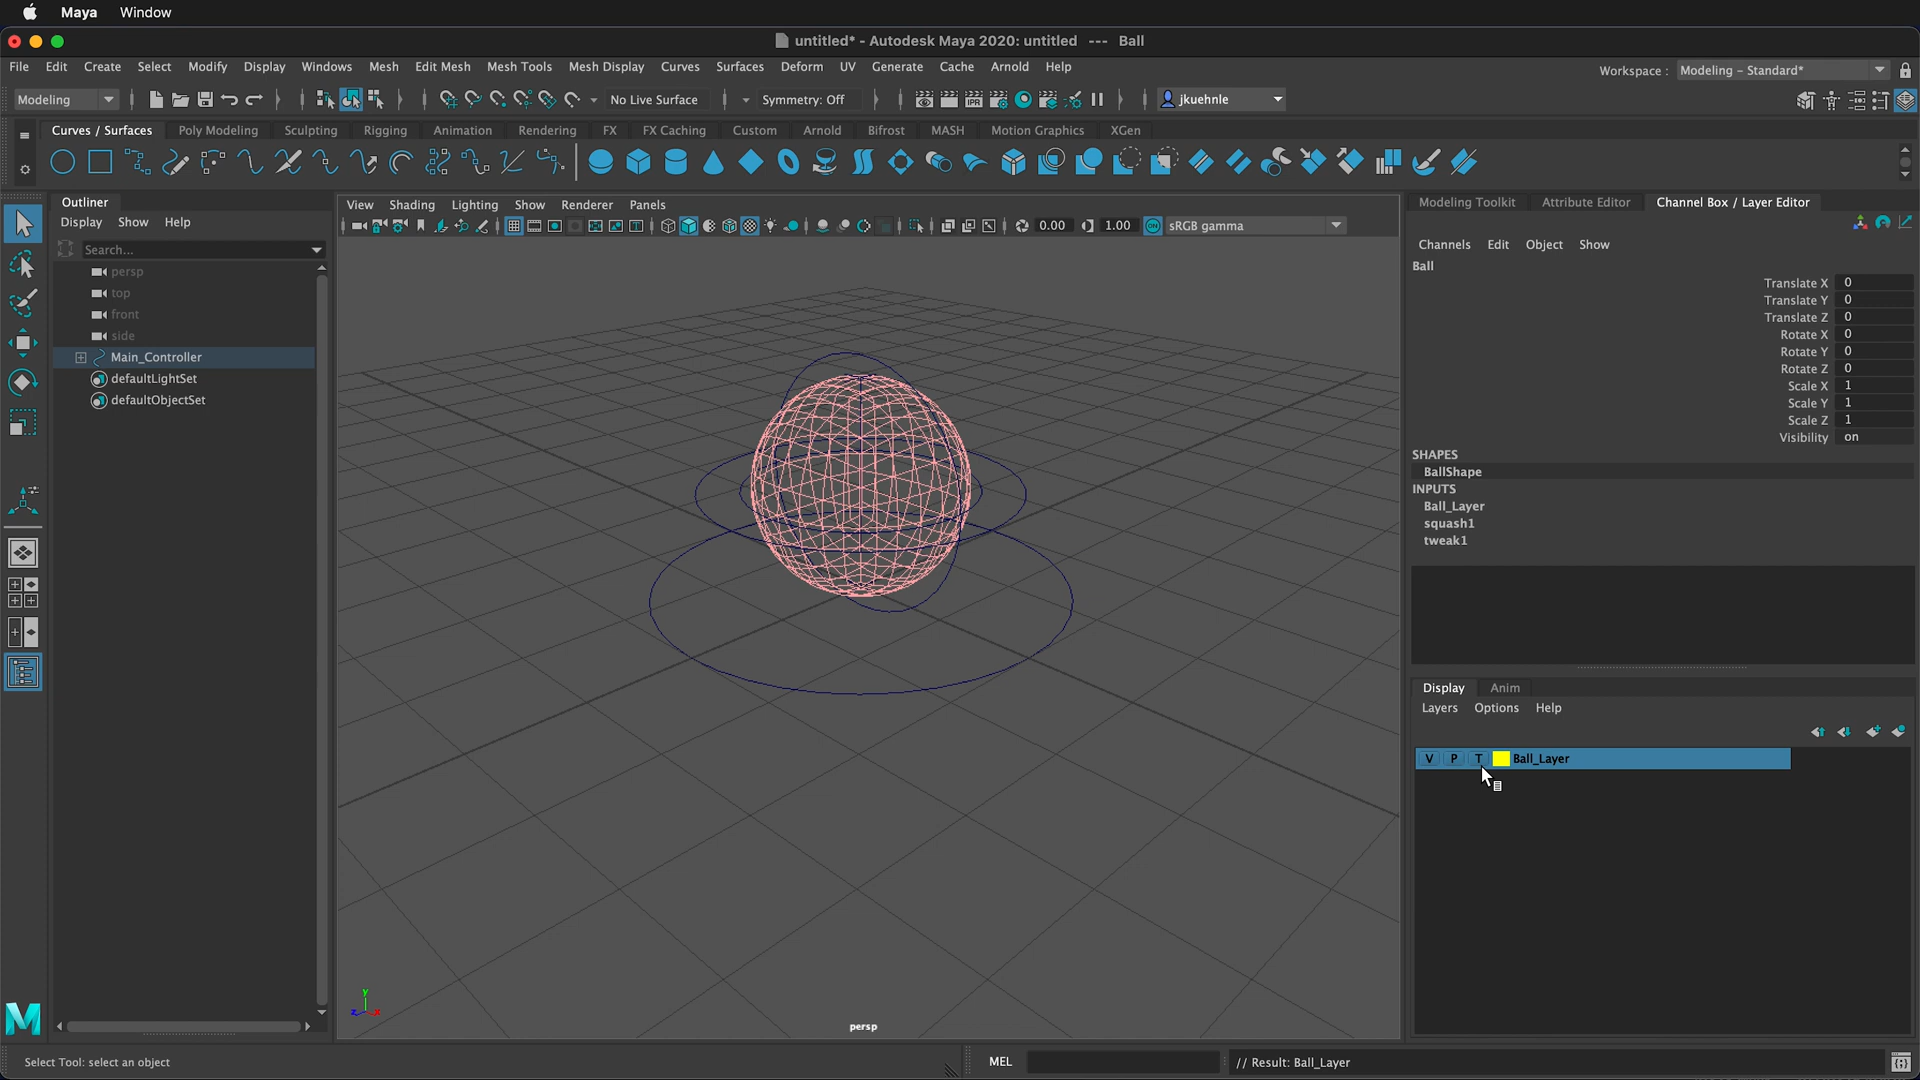 Maya Window
untitled* - Autodesk Maya 2020: untitled --- Ball
File Edit Create Select Modify Display Windows Mesh Edit Mesh Mesh Tools Mesh Display Curves Surfaces Deform UV Generate Cache Arnold Help
Workspace : Modeling - Standard*
Modeling No Live Surface Symmetry: Off IPR jkuehnle
Curves / Surfaces Poly Modeling Sculpting Rigging Animation Rendering FX FX Caching Custom Arnold Bifrost MASH Motion Graphics XGen
Outliner
Display Show Help
Search...
persp
top
front
side
Main_Controller
defaultLightSet
defaultObjectSet
View Shading Lighting Show Renderer Panels
0.00 1.00 ON sRGB gamma
y
z x
persp
Modeling Toolkit Attribute Editor Channel Box / Layer Editor
Channels Edit Object Show
Ball
Translate X 0
Translate Y 0
Translate Z 0
Rotate X 0
Rotate Y 0
Rotate Z 0
Scale X 1
Scale Y 1
Scale Z 1
Visibility on
SHAPES
BallShape
INPUTS
Ball_Layer
squash1
tweak1
Display Anim
Layers Options Help
V P T Ball_Layer
M
Select Tool: select an object
MEL
// Result: Ball_Layer